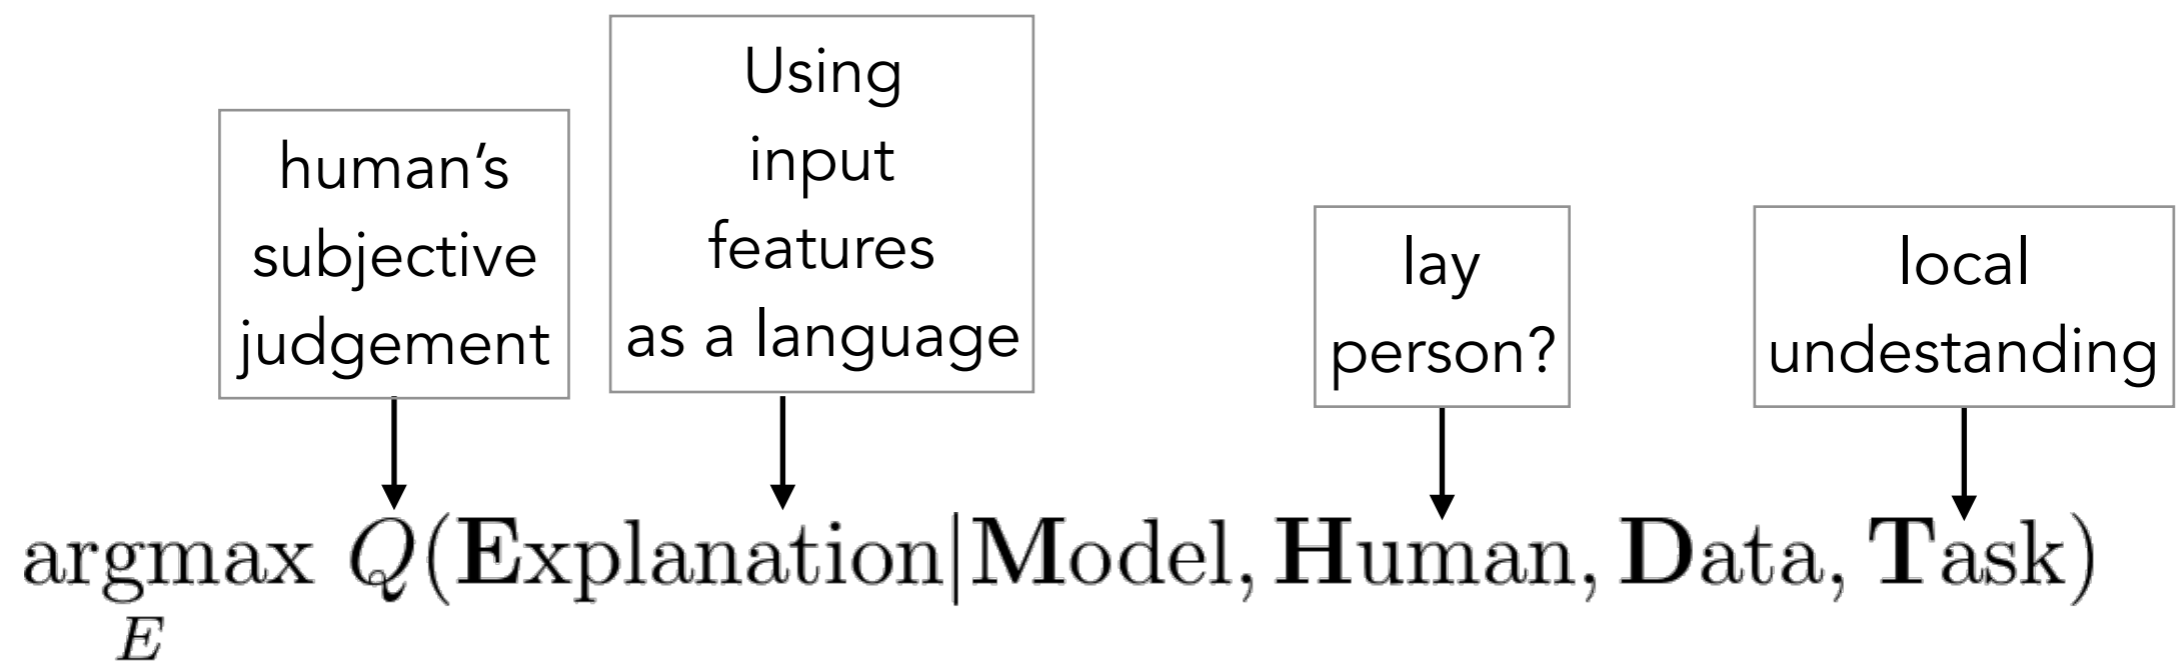 human’s
subjective
judgement
Using
input
features
as a language
lay
person?
local
undestanding
argmax Q(Explanation|Model, Human, Data, Task)
E